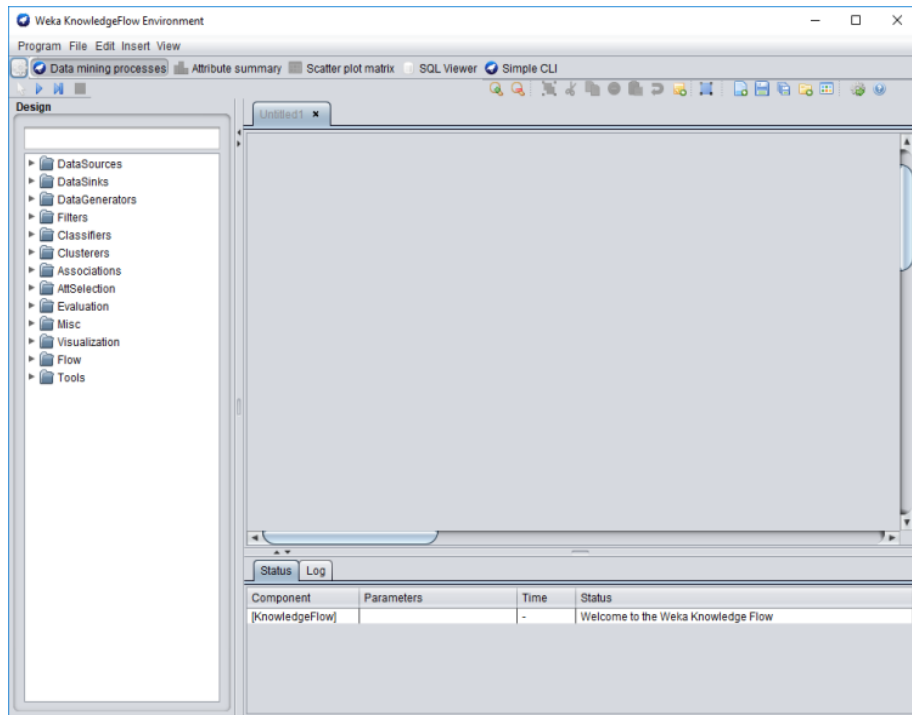 Weka KnowledgeFlow Environment
Program File Edit Insert View
Data mining processes Attribute summary Scatter plot matrix SQL Viewer Simple CLI
Design
Untitled1
DataSources
DataSinks
DataGenerators
Filters
Classifiers
Clusterers
Associations
AttSelection
Evaluation
Misc
Visualization
Flow
Tools
Status Log
Component Parameters Time Status
[KnowledgeFlow] - Welcome to the Weka Knowledge Flow